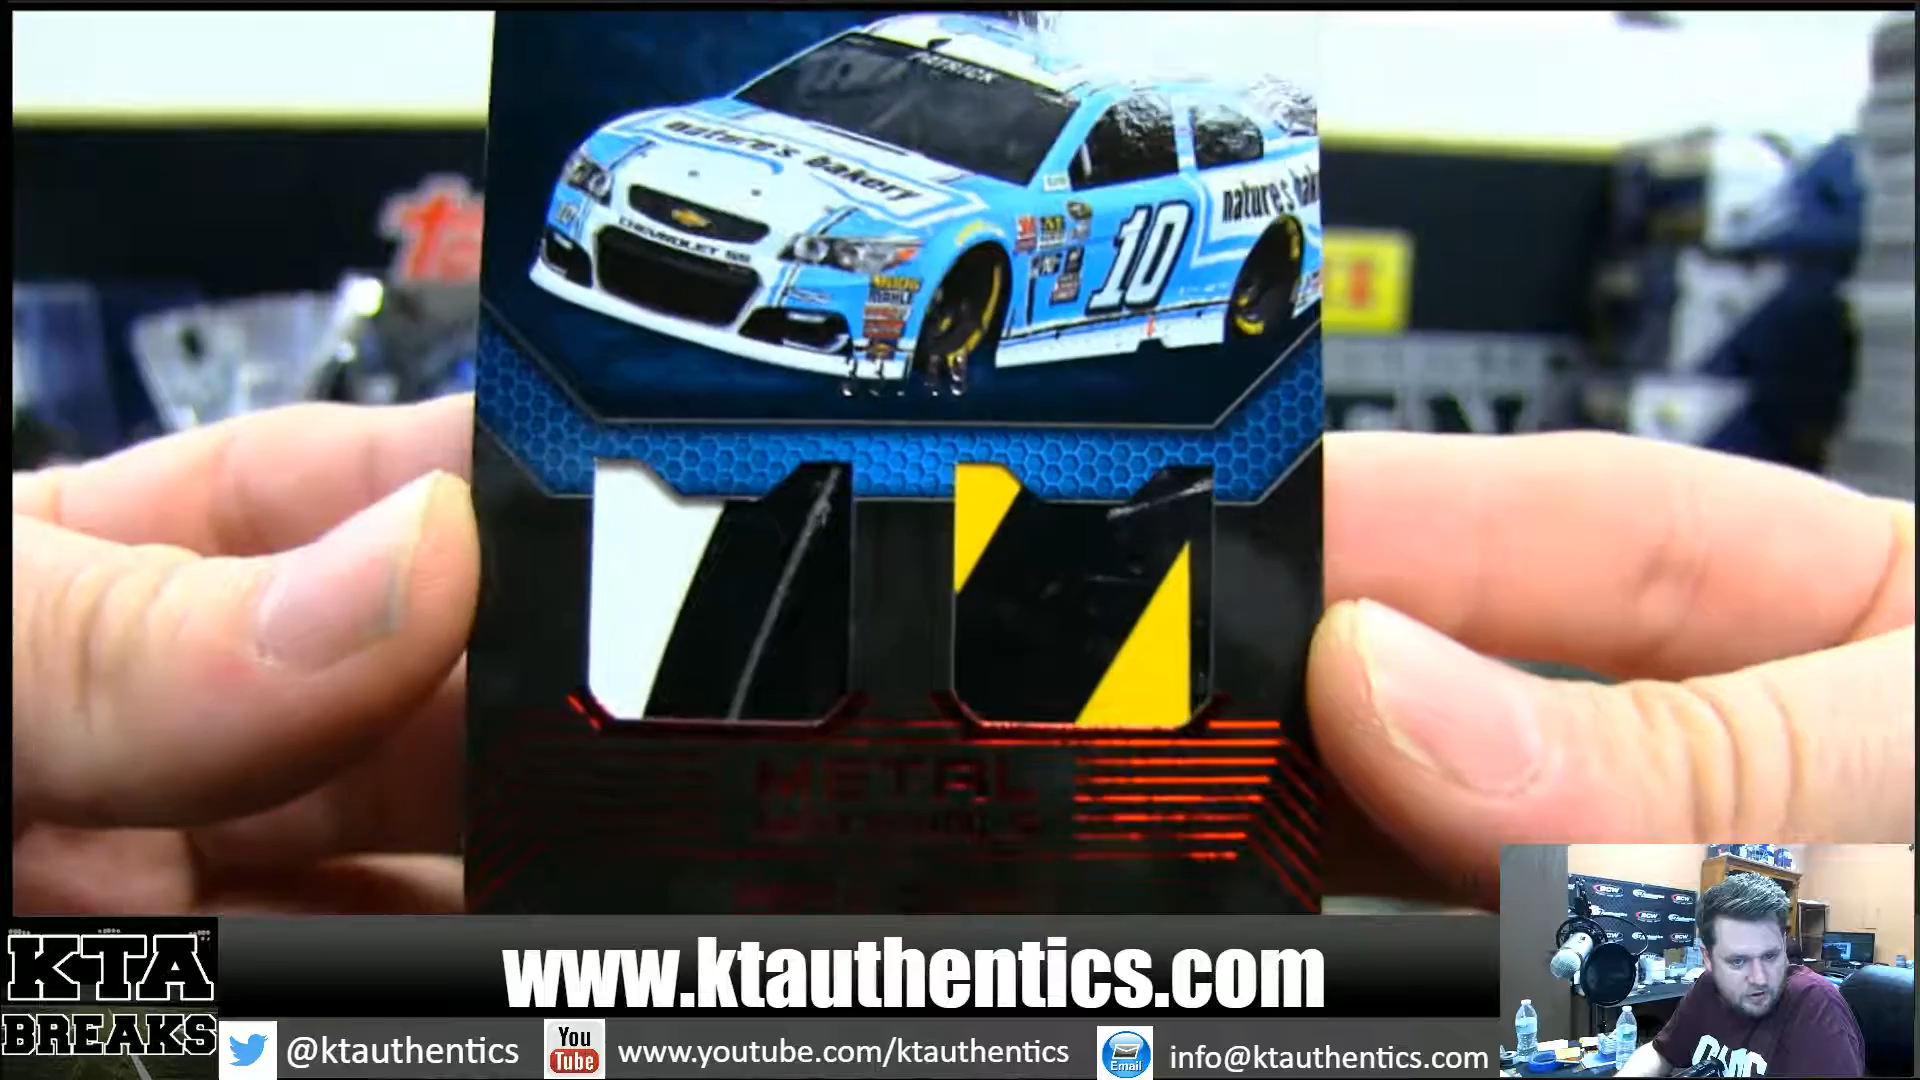 PATRICK
nature's bakery
nature's bak
CHEVROLET SS
10
METAL
KTA
BREAKS
www.ktauthentics.com
@ktauthentics
You
Tube
www.youtube.com/ktauthentics
Email
info@ktauthentics.com